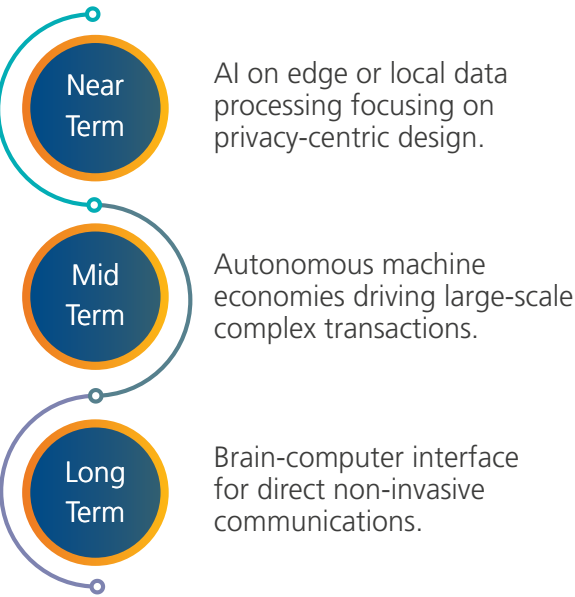 Near
Term
AI on edge or local data
processing focusing on
privacy-centric design.
Mid
Term
Autonomous machine
economies driving large-scale
complex transactions.
Long
Term
Brain-computer interface
for direct non-invasive
communications.